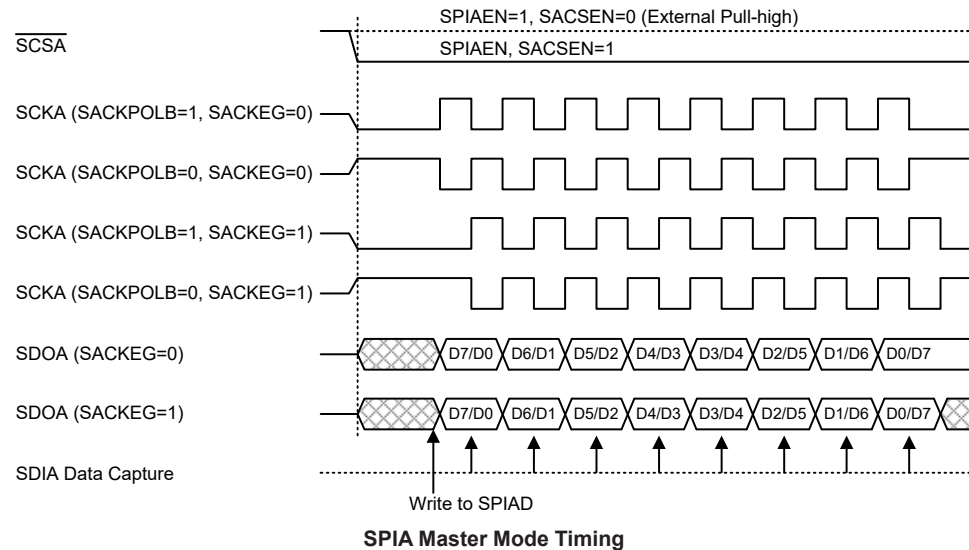 SPIAEN=1, SACSEN=0 (External Pull-high)
SCSA
SPIAEN, SACSEN=1
SCKA (SACKPOLB=1, SACKEG=0)
SCKA (SACKPOLB=0, SACKEG=0)
SCKA (SACKPOLB=1, SACKEG=1)
SCKA (SACKPOLB=0, SACKEG=1)
SDOA (SACKEG=0) D7/D0 D6/D1 D5/D2 D4/D3 D3/D4 D2/D5 D1/D6 D0/D7
SDOA (SACKEG=1) D7/D0 D6/D1 D5/D2 D4/D3 D3/D4 D2/D5 D1/D6 D0/D7
SDIA Data Capture
Write to SPIAD
SPIA Master Mode Timing